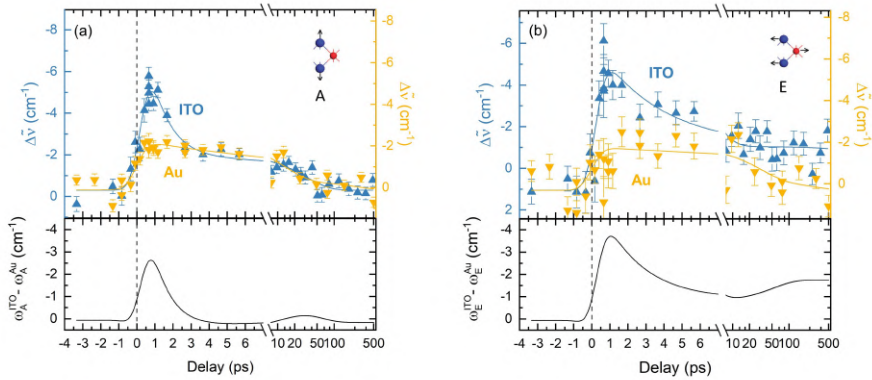 (a)
-8
-6
-4
-2
-0
Δν̃ (cm⁻¹)
ITO
Au
A
-8
-6
-4
-2
0
Δν̃ (cm⁻¹)
-4
-3
-2
-1
0
ω_A^ITO - ω_A^Au (cm⁻¹)
-4 -3 -2 -1 0 1 2 3 4 5 6 10 50 100 500
Delay (ps)
(b)
-8
-6
-4
-2
0
2
Δν̃ (cm⁻¹)
ITO
Au
E
-8
-6
-4
-2
0
Δν̃ (cm⁻¹)
-4
-3
-2
-1
0
ω_E^ITO - ω_E^Au (cm⁻¹)
-4 -3 -2 -1 0 1 2 3 4 5 6 10 50 100 500
Delay (ps)